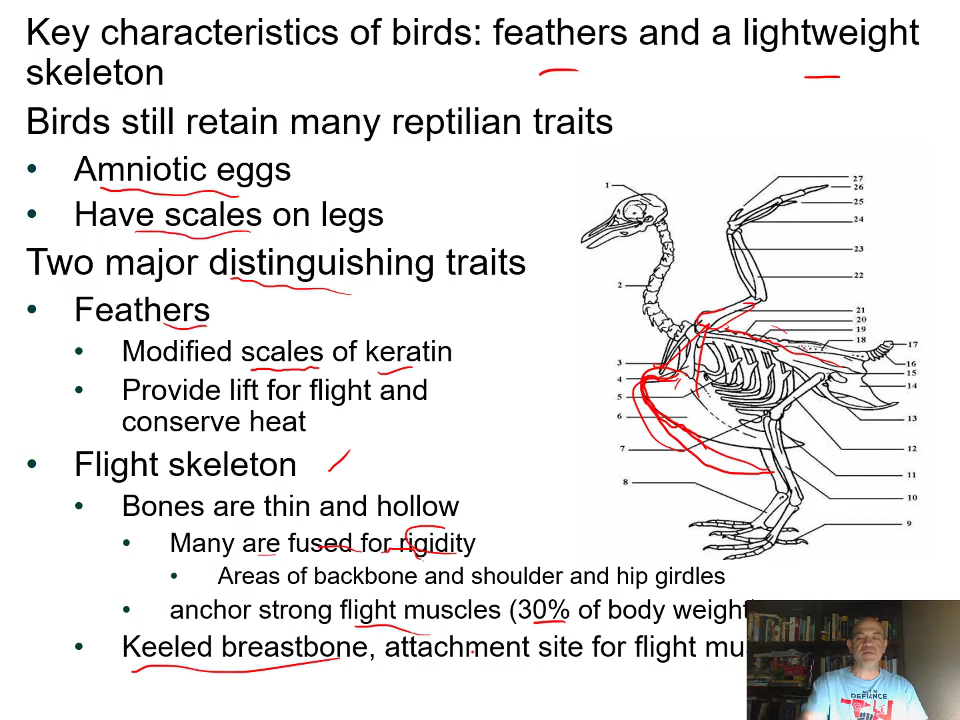 Key characteristics of birds: feathers and a lightweight
skeleton
Birds still retain many reptilian traits
• Amniotic eggs
• Have scales on legs
Two major distinguishing traits
• Feathers
• Modified scales of keratin
• Provide lift for flight and
conserve heat
• Flight skeleton
• Bones are thin and hollow
• Many are fused for rigidity
• Areas of backbone and shoulder and hip girdles
• anchor strong flight muscles (30% of body weight
• Keeled breastbone, attachment site for flight mu
1
2
3
4
5
6
7
8
27
26
25
24
23
22
21
20
19
18
17
16
15
14
13
12
11
10
9
DEFIANCE